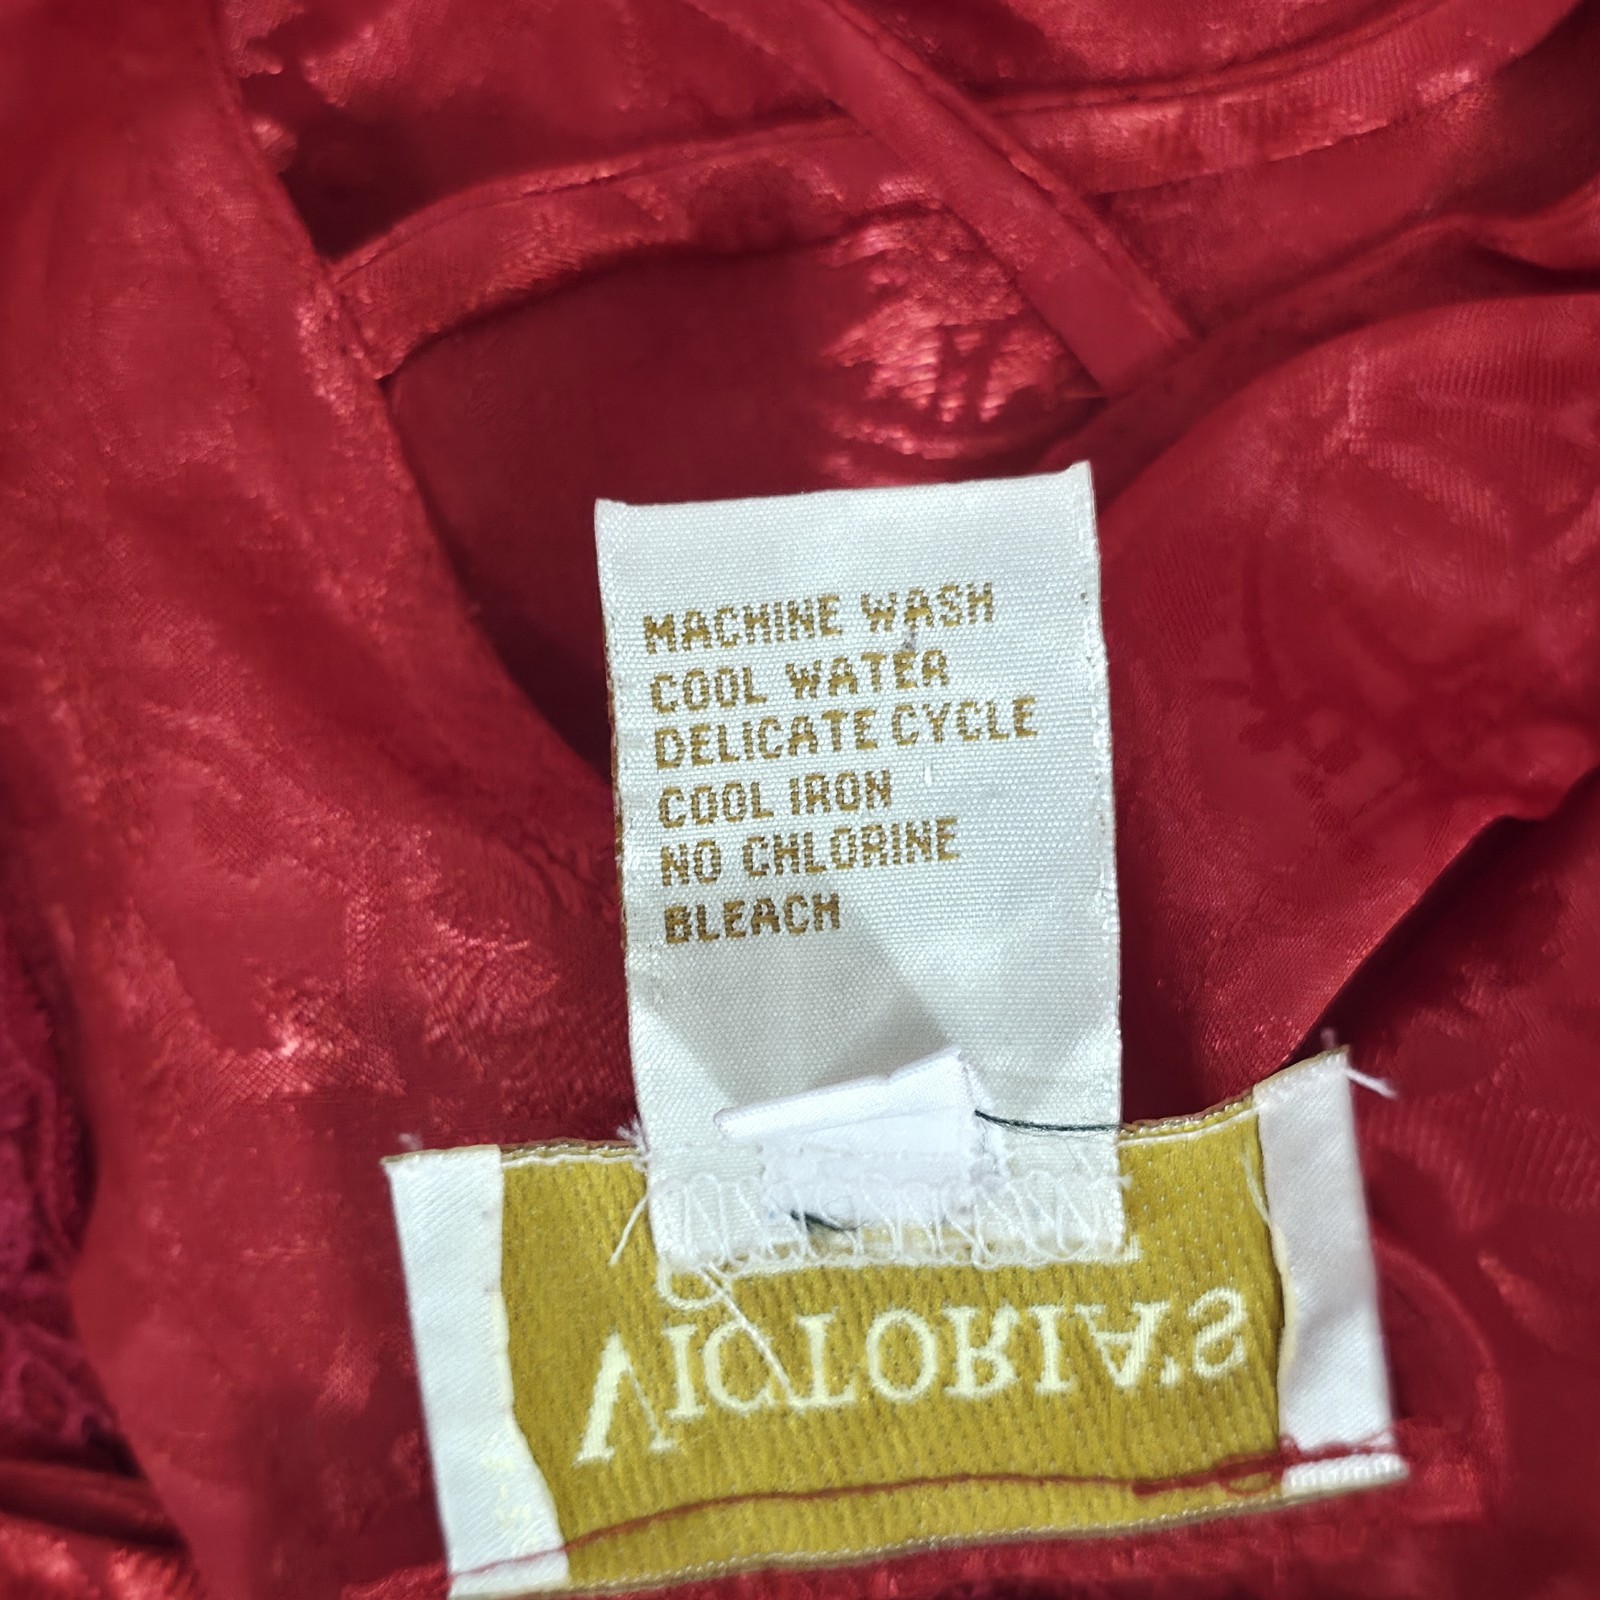 MACHINE WASH
COOL WATER
DELICATE CYCLE
COOL IRON
NO CHLORINE
BLEACH
VICTORIA'S